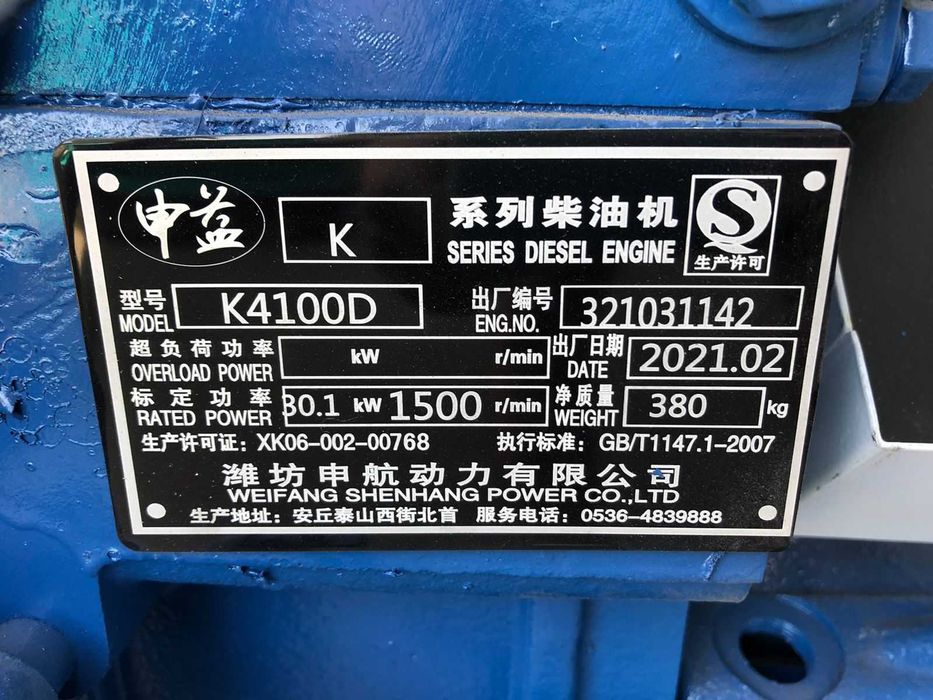 申益 K 系列柴油机
SERIES DIESEL ENGINE
生产许可
型号 K4100D 出厂编号 321031142
MODEL ENG.NO.
超负荷功率 kW r/min 出厂日期 2021.02
OVERLOAD POWER DATE
标定功率 30.1 kW 1500 r/min 净质量 380 kg
RATED POWER WEIGHT
生产许可证: XK06-002-00768 执行标准: GB/T1147.1-2007
潍坊申航动力有限公司
WEIFANG SHENHANG POWER CO.,LTD
生产地址: 安丘泰山西街北首 服务电话: 0536-4839888